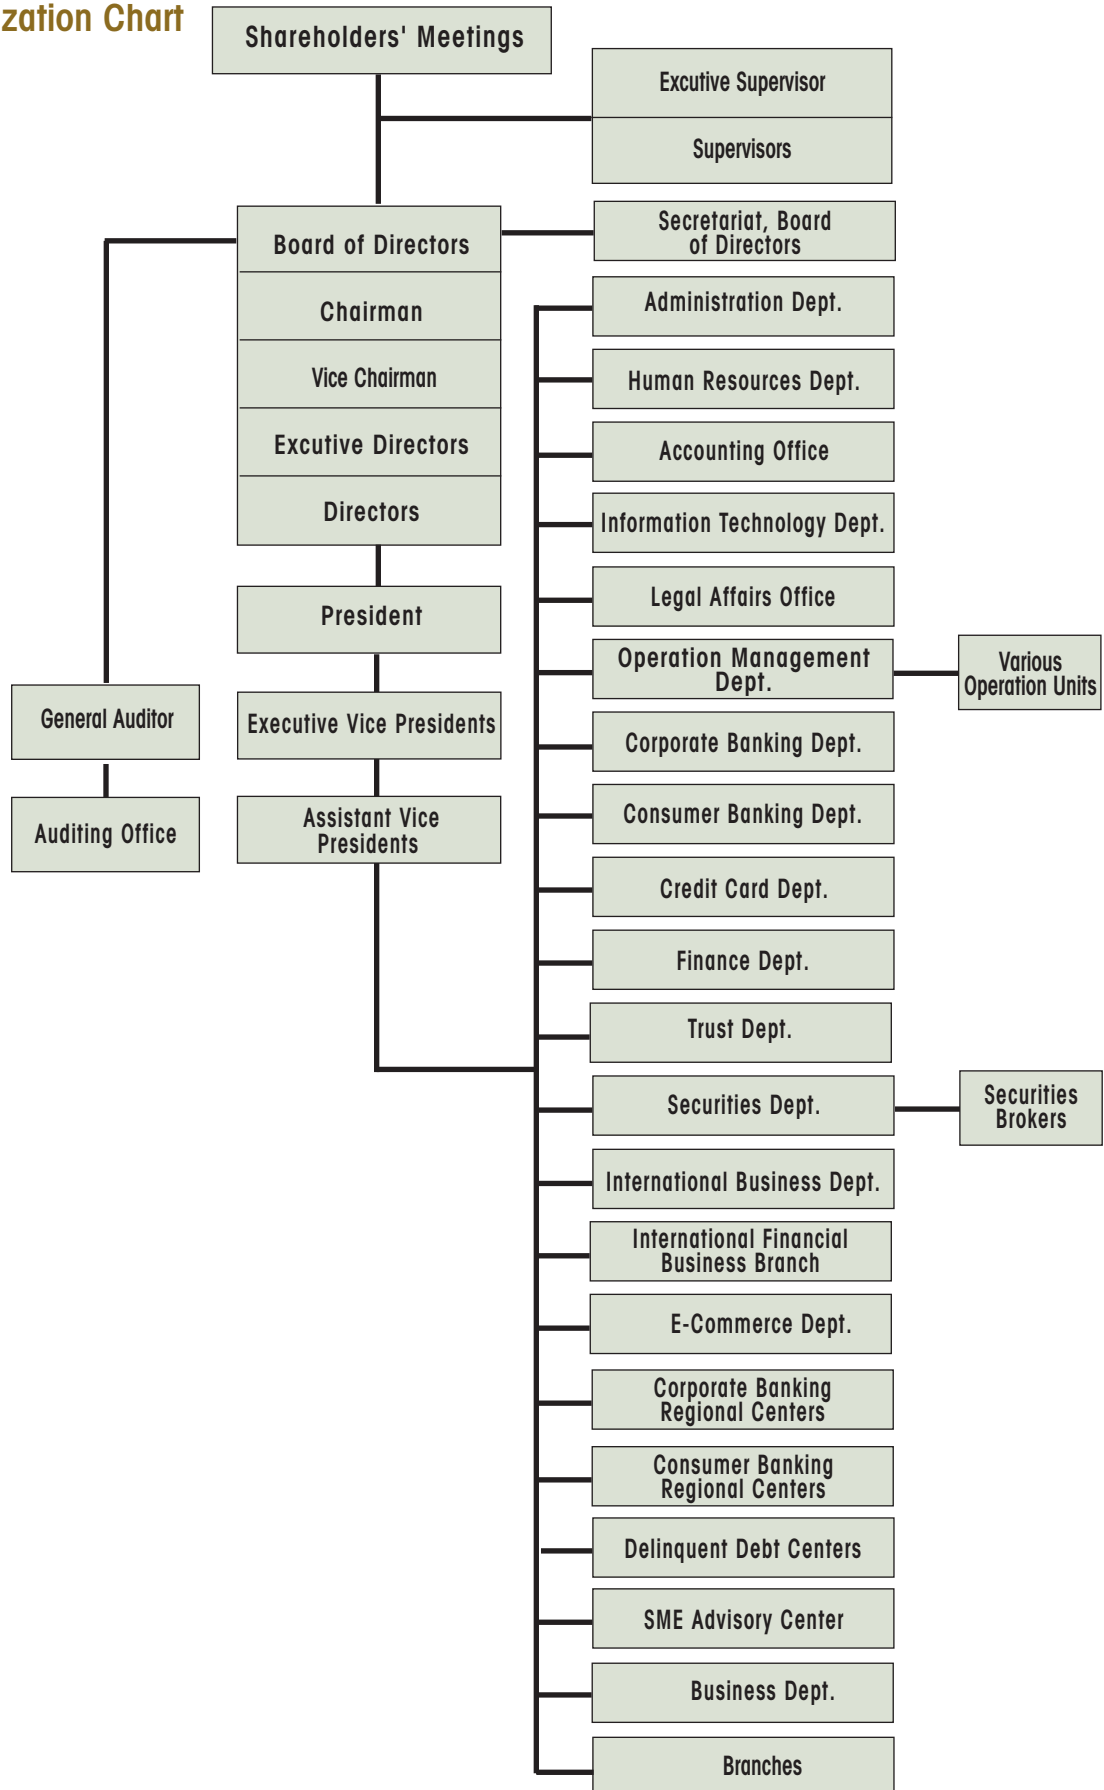 zation Chart
Shareholders' Meetings
Excutive Supervisor
Supervisors
Board of Directors
Chairman
Vice Chairman
Excutive Directors
Directors
Secretariat, Board
of Directors
President
Executive Vice Presidents
Assistant Vice
Presidents
General Auditor
Auditing Office
Administration Dept.
Human Resources Dept.
Accounting Office
Information Technology Dept.
Legal Affairs Office
Operation Management
Dept.
Various
Operation Units
Corporate Banking Dept.
Consumer Banking Dept.
Credit Card Dept.
Finance Dept.
Trust Dept.
Securities Dept.
Securities
Brokers
International Business Dept.
International Financial
Business Branch
E-Commerce Dept.
Corporate Banking
Regional Centers
Consumer Banking
Regional Centers
Delinquent Debt Centers
SME Advisory Center
Business Dept.
Branches